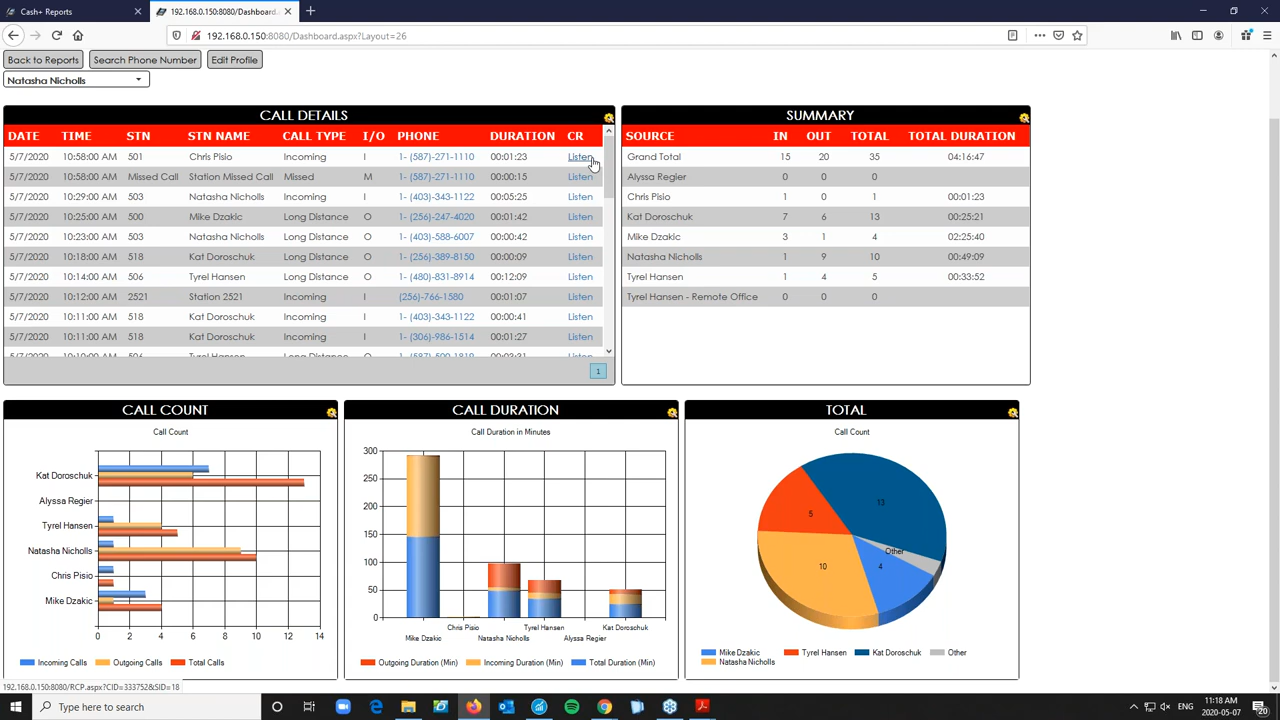 Cash+ Reports
192.168.0.150:8080/Dashboard.
192.168.0.150:8080/Dashboard.aspx?Layout=26
Back to Reports Search Phone Number Edit Profile
Natasha Nicholls
CALL DETAILS
DATE TIME STN STN NAME CALL TYPE I/O PHONE DURATION CR
5/7/2020 10:58:00 AM 501 Chris Pisio Incoming I 1- (587)-271-1110 00:01:23 Listen
5/7/2020 10:58:00 AM Missed Call Station Missed Call Missed M 1- (587)-271-1110 00:00:15 Listen
5/7/2020 10:29:00 AM 503 Natasha Nicholls Incoming I 1- (403)-343-1122 00:05:25 Listen
5/7/2020 10:25:00 AM 500 Mike Dzakic Long Distance O 1- (256)-247-4020 00:01:42 Listen
5/7/2020 10:23:00 AM 503 Natasha Nicholls Long Distance O 1- (403)-588-6007 00:00:42 Listen
5/7/2020 10:18:00 AM 518 Kat Doroschuk Long Distance O 1- (256)-389-8150 00:00:09 Listen
5/7/2020 10:14:00 AM 506 Tyrel Hansen Long Distance O 1- (480)-831-8914 00:12:09 Listen
5/7/2020 10:12:00 AM 2521 Station 2521 Incoming I (256)-766-1580 00:01:07 Listen
5/7/2020 10:11:00 AM 518 Kat Doroschuk Incoming I 1- (403)-343-1122 00:00:41 Listen
5/7/2020 10:11:00 AM 518 Kat Doroschuk Incoming I 1- (306)-986-1514 00:01:27 Listen
5/7/2020 10:10:00 AM 506 Tyrel Hansen Long Distance O Listen
1
SUMMARY
SOURCE IN OUT TOTAL TOTAL DURATION
Grand Total 15 20 35 04:16:47
Alyssa Regier 0 0 0
Chris Pisio 1 0 1 00:01:23
Kat Doroschuk 7 6 13 00:25:21
Mike Dzakic 3 1 4 02:25:40
Natasha Nicholls 1 9 10 00:49:09
Tyrel Hansen 1 4 5 00:33:52
Tyrel Hansen - Remote Office 0 0 0
CALL COUNT
Call Count
Kat Doroschuk
Alyssa Regier
Tyrel Hansen
Natasha Nicholls
Chris Pisio
Mike Dzakic
0 2 4 6 8 10 12 14
Incoming Calls Outgoing Calls Total Calls
CALL DURATION
Call Duration in Minutes
300
250
200
150
100
50
0
Chris Pisio Tyrel Hansen Kat Doroschuk
Mike Dzakic Natasha Nicholls Alyssa Regier
Outgoing Duration (Min) Incoming Duration (Min) Total Duration (Min)
TOTAL
Call Count
13
5
Other
10
4
Mike Dzakic Tyrel Hansen Kat Doroschuk Other
Natasha Nicholls
192.168.0.150:8080/RCP.aspx?CID=333752&SID=18
Type here to search
ENG
11:18 AM
2020-05-07
20